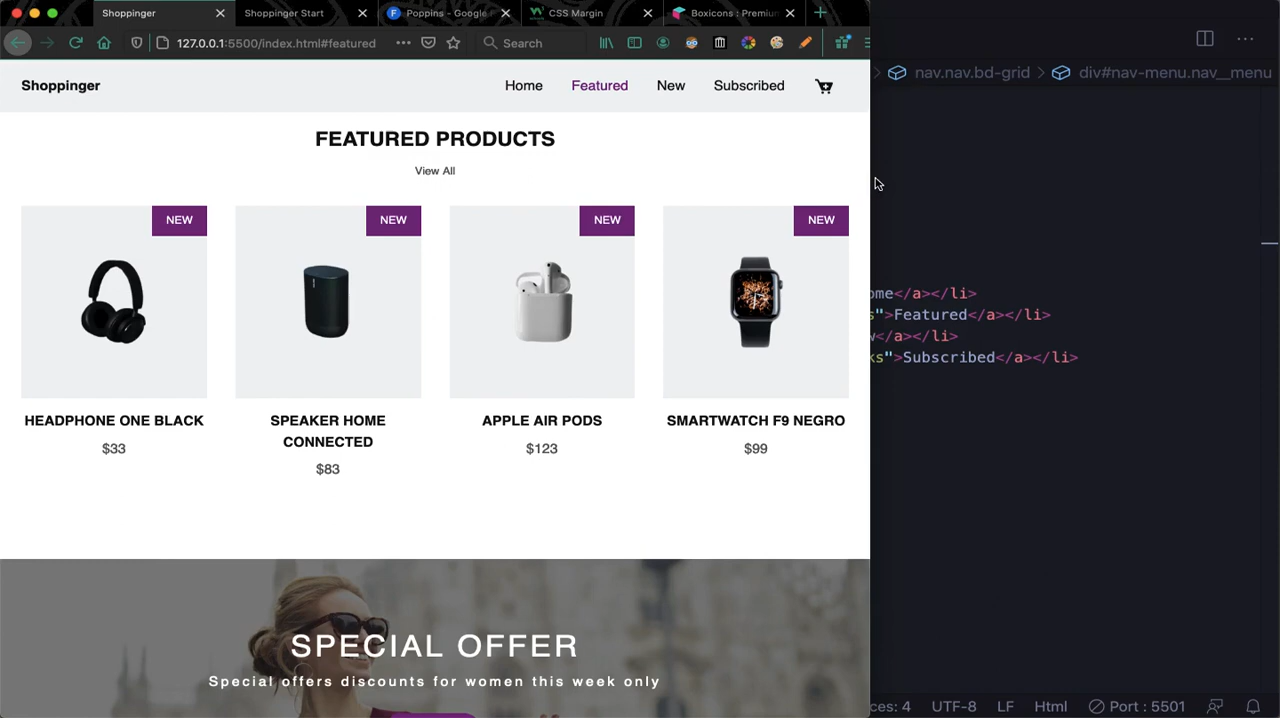 Shoppinger
Shoppinger Start
Poppins - Google F
CSS Margin
Boxicons : Premium
127.0.0.1:5500/index.html#featured
Search
nav.nav.bd-grid
div#nav-menu.nav__menu
Shoppinger
Home
Featured
New
Subscribed
FEATURED PRODUCTS
View All
NEW
NEW
NEW
NEW
ome</a></li>
s">Featured</a></li>
w</a></li>
ks">Subscribed</a></li>
HEADPHONE ONE BLACK
$33
SPEAKER HOME
CONNECTED
$83
APPLE AIR PODS
$123
SMARTWATCH F9 NEGRO
$99
SPECIAL OFFER
Special offers discounts for women this week only
ces: 4
UTF-8
LF
Html
Port : 5501